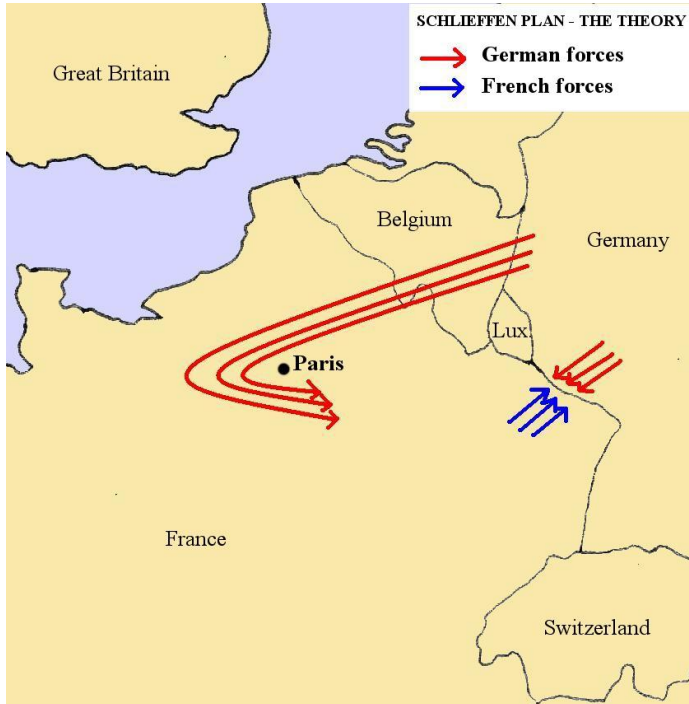 SCHLIEFFEN PLAN - THE THEORY
German forces
French forces
Great Britain
Belgium
Germany
Lux.
Paris
France
Switzerland